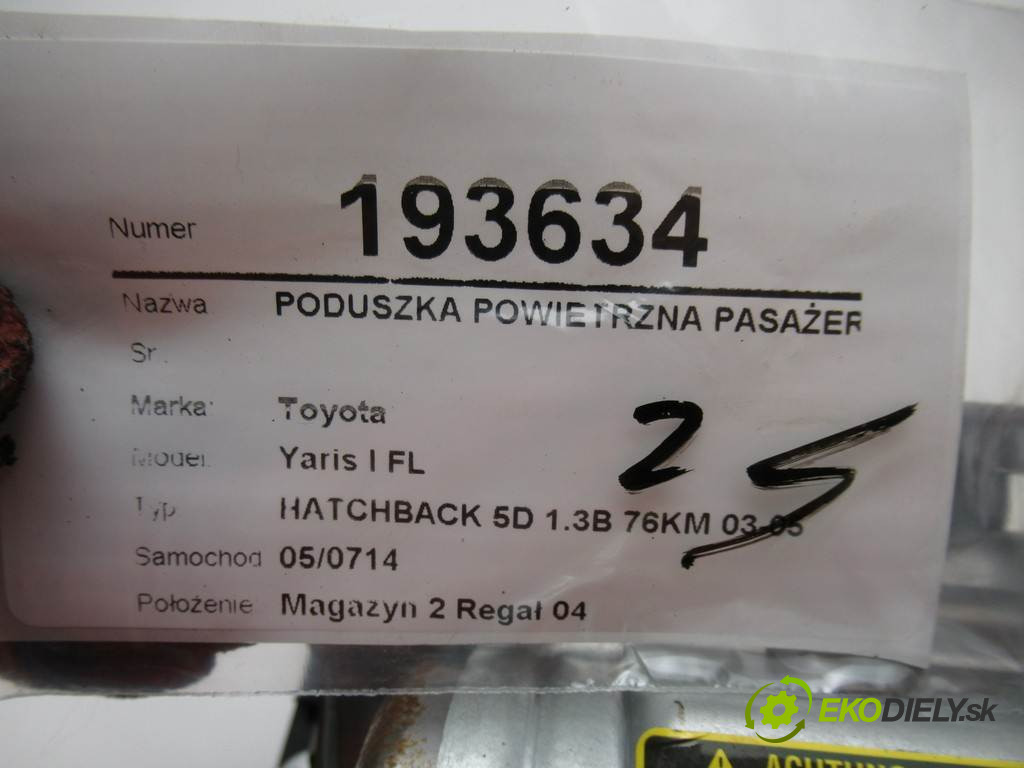 Numer 193634
Nazwa PODUSZKA POWIETRZNA PASAŻER
Sr.
Marka: Toyota
Model: Yaris I FL
Typ HATCHBACK 5D 1.3B 76KM 03-05
Samochod 05/0714
Położenie Magazyn 2 Regał 04
25
EKODIELY.sk
ACHTUNG